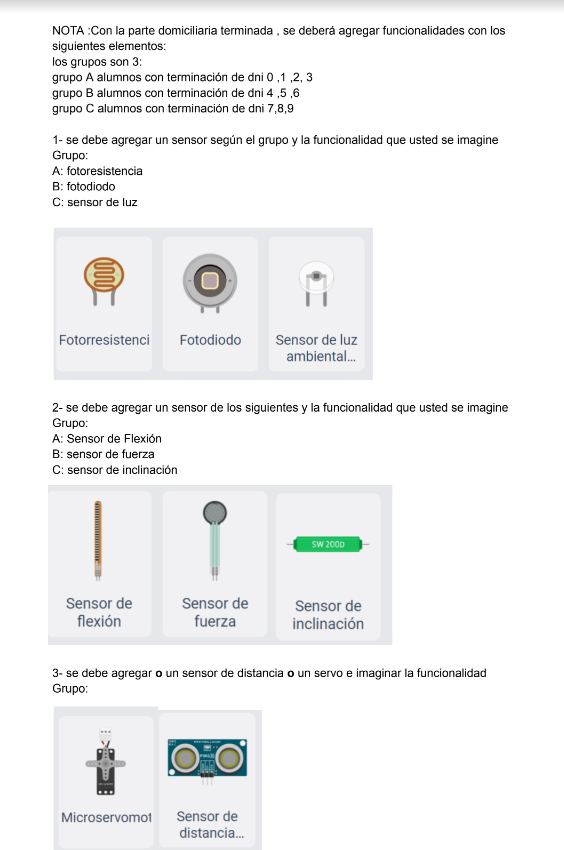 NOTA :Con la parte domiciliaria terminada , se deberá agregar funcionalidades con los
siguientes elementos:
los grupos son 3:
grupo A alumnos con terminación de dni 0 ,1 ,2, 3
grupo B alumnos con terminación de dni 4 ,5 ,6
grupo C alumnos con terminación de dni 7,8,9
1- se debe agregar un sensor según el grupo y la funcionalidad que usted se imagine
Grupo:
A: fotoresistencia
B: fotodiodo
C: sensor de luz
Fotorresistenci
Fotodiodo
Sensor de luz
ambiental...
2- se debe agregar un sensor de los siguientes y la funcionalidad que usted se imagine
Grupo:
A: Sensor de Flexión
B: sensor de fuerza
C: sensor de inclinación
SW 200D
Sensor de
flexión
Sensor de
fuerza
Sensor de
inclinación
3- se debe agregar o un sensor de distancia o un servo e imaginar la funcionalidad
Grupo:
Microservomot
Sensor de
distancia...